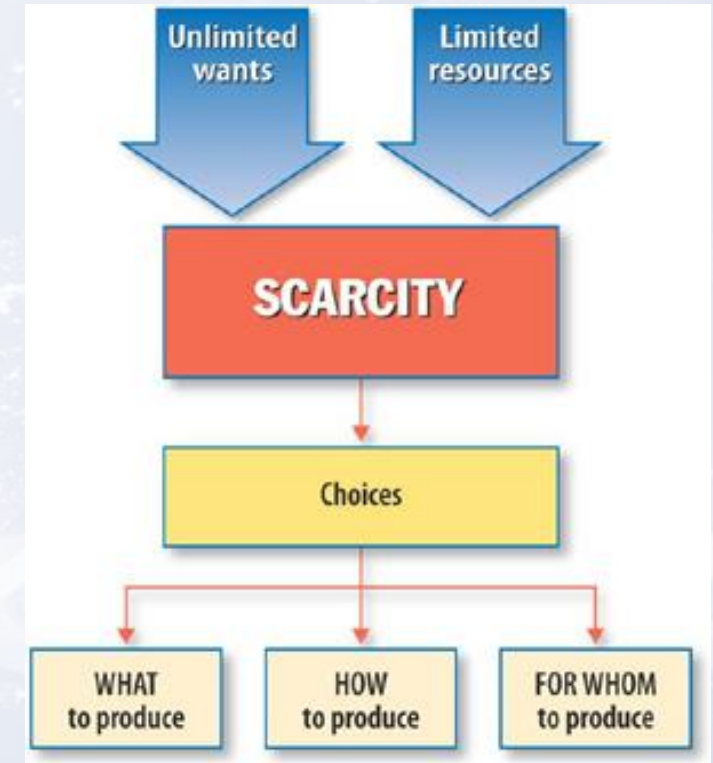 Unlimited
wants
Limited
resources
SCARCITY
Choices
WHAT
to produce
HOW
to produce
FOR WHOM
to produce